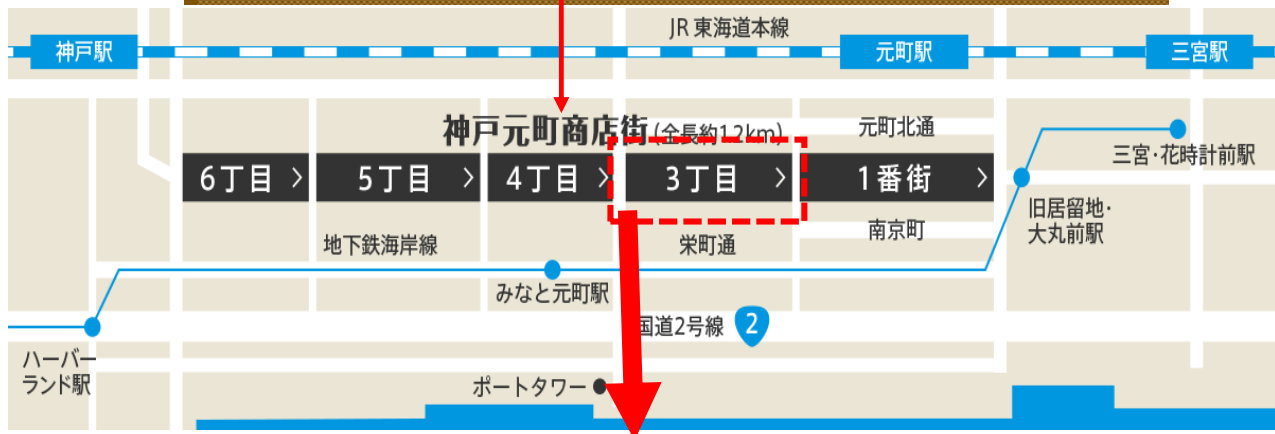 JR 東海道本線
神戸駅
元町駅
三宮駅
神戸元町商店街 (全長約1.2km)
元町北通
三宮・花時計前駅
6丁目 >
5丁目 >
4丁目 >
3丁目 >
1番街 >
旧居留地・
大丸前駅
南京町
地下鉄海岸線
栄町通
みなと元町駅
国道2号線 2
ハーバー
ランド駅
ポートタワー